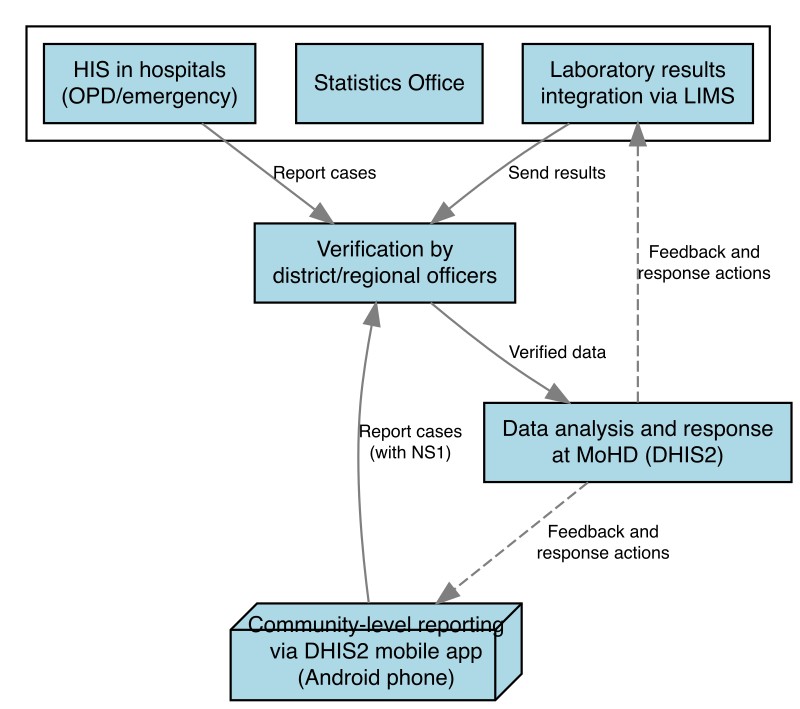 HIS in hospitals
(OPD/emergency)
Statistics Office
Laboratory results
integration via LIMS
Report cases
Send results
Verification by
district/regional officers
Feedback and
response actions
Verified data
Data analysis and response
at MoHD (DHIS2)
Report cases
(with NS1)
Feedback and
response actions
Community-level reporting
via DHIS2 mobile app
(Android phone)